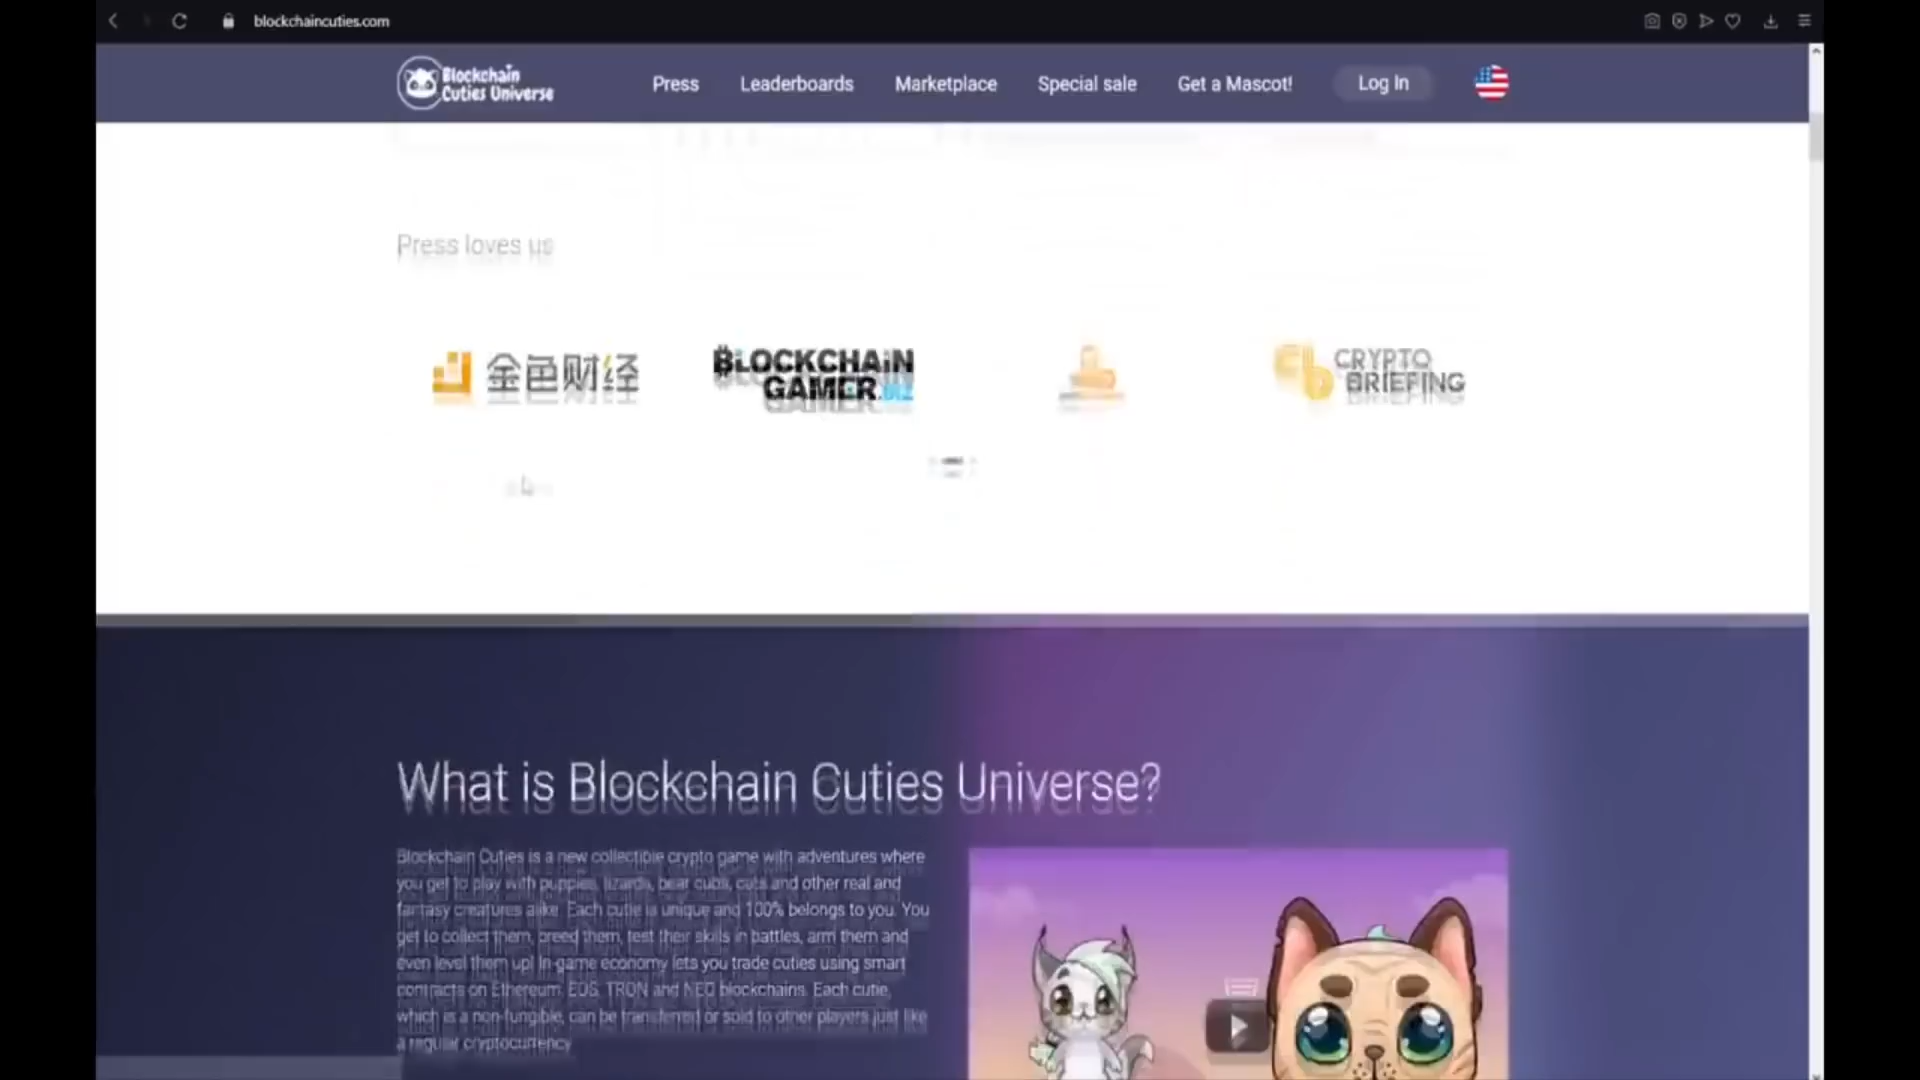 blockchaincuties.com
Blockchain
Cuties Universe
Press
Leaderboards
Marketplace
Special sale
Get a Mascot!
Log In
Press loves us
金色财经
BLOCKCHAiN
GAMER.BIZ
CRYPTO
BRIEFING
What is Blockchain Cuties Universe?
Blockchain Cuties is a new collectible crypto game with adventures where
you get to play with puppies, lizards, bear cubs, cats and other real and
fantasy creatures alike. Each cutie is unique and 100% belongs to you. You
get to collect them, breed them, test their skills in battles, arm them and
even level them up! In-game economy lets you trade cuties using smart
contracts on Ethereum, EOS, TRON and NEO blockchains. Each cutie,
which is a non-fungible, can be transferred or sold to other players just like
a regular cryptocurrency